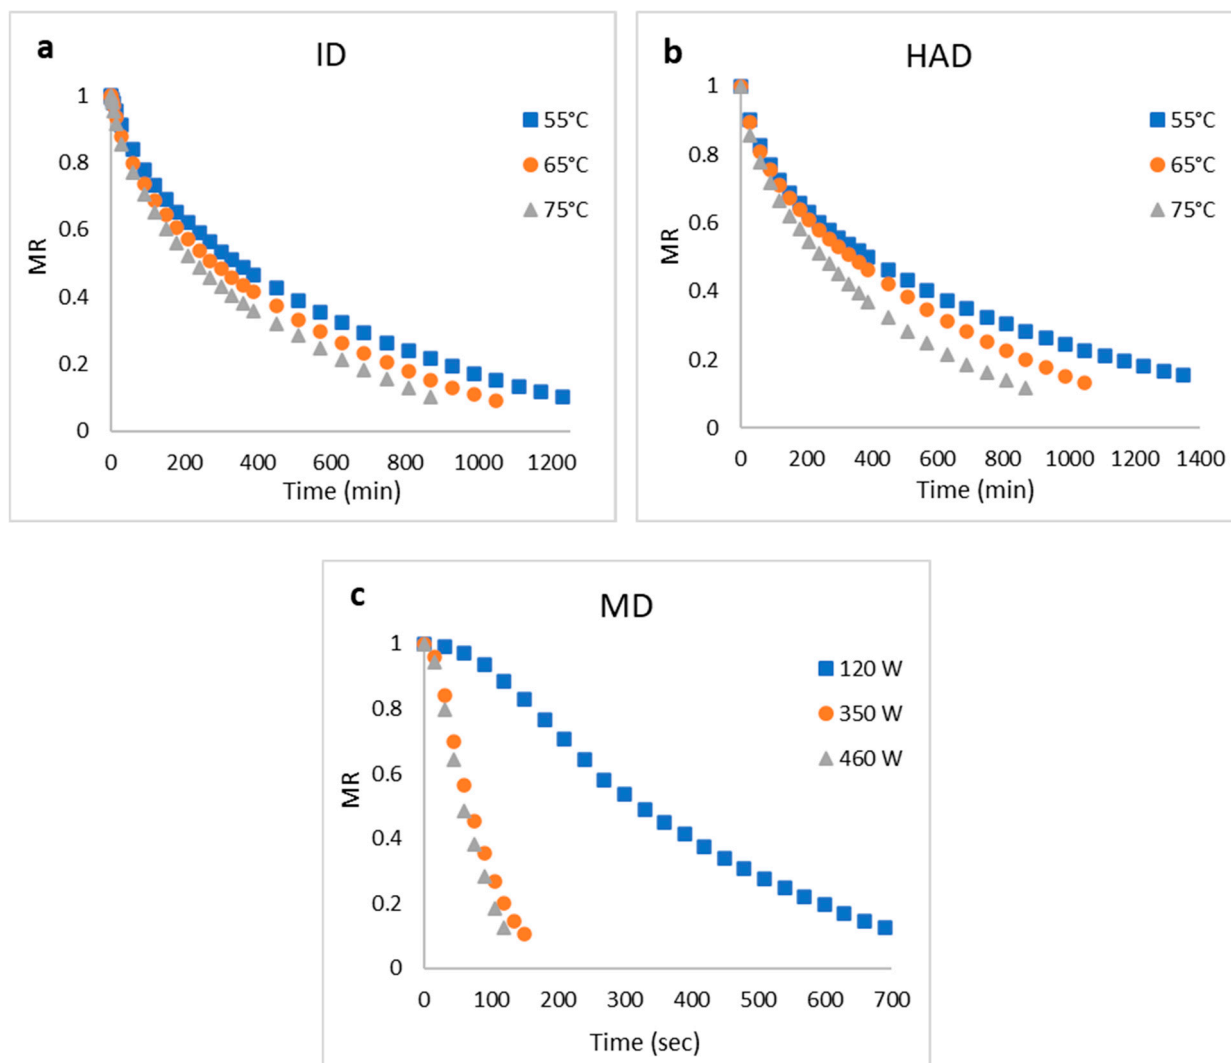 a
ID
1
0.8
0.6
0.4
0.2
0
MR
55°C
65°C
75°C
0 200 400 600 800 1000 1200
Time (min)
b
HAD
1
0.8
0.6
0.4
0.2
0
MR
55°C
65°C
75°C
0 200 400 600 800 1000 1200 1400
Time (min)
c
MD
1
0.8
0.6
0.4
0.2
0
MR
120 W
350 W
460 W
0 100 200 300 400 500 600 700
Time (sec)